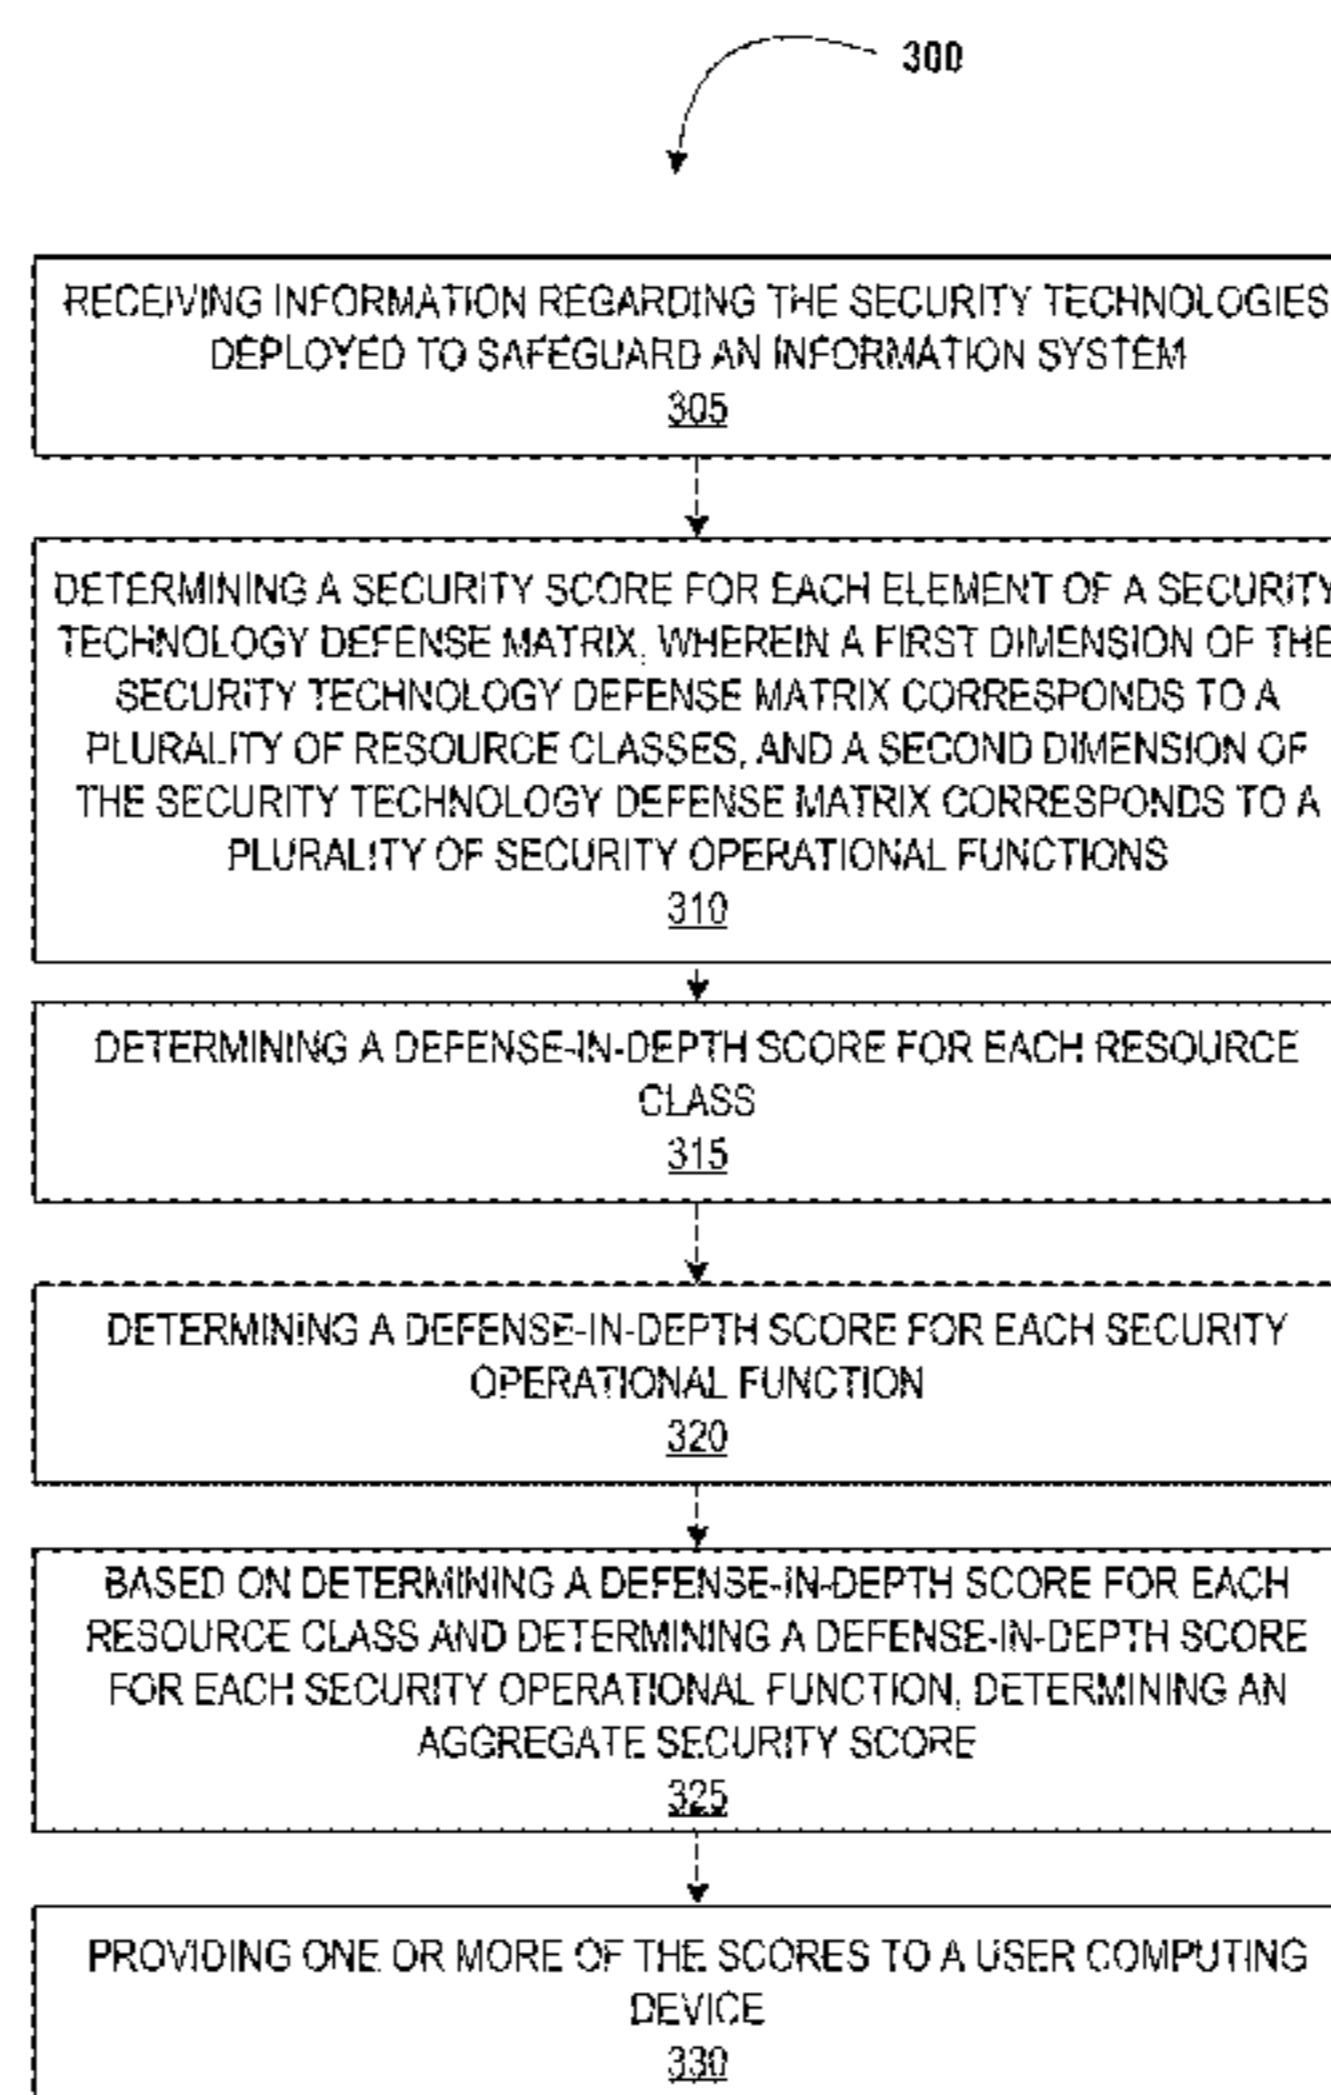 300
RECEIVING INFORMATION REGARDING THE SECURITY TECHNOLOGIES
DEPLOYED TO SAFEGUARD AN INFORMATION SYSTEM
305
DETERMINING A SECURITY SCORE FOR EACH ELEMENT OF A SECURITY
TECHNOLOGY DEFENSE MATRIX, WHEREIN A FIRST DIMENSION OF THE
SECURITY TECHNOLOGY DEFENSE MATRIX CORRESPONDS TO A
PLURALITY OF RESOURCE CLASSES, AND A SECOND DIMENSION OF
THE SECURITY TECHNOLOGY DEFENSE MATRIX CORRESPONDS TO A
PLURALITY OF SECURITY OPERATIONAL FUNCTIONS
310
DETERMINING A DEFENSE-IN-DEPTH SCORE FOR EACH RESOURCE
CLASS
315
DETERMINING A DEFENSE-IN-DEPTH SCORE FOR EACH SECURITY
OPERATIONAL FUNCTION
320
BASED ON DETERMINING A DEFENSE-IN-DEPTH SCORE FOR EACH
RESOURCE CLASS AND DETERMINING A DEFENSE-IN-DEPTH SCORE
FOR EACH SECURITY OPERATIONAL FUNCTION, DETERMINING AN
AGGREGATE SECURITY SCORE
325
PROVIDING ONE OR MORE OF THE SCORES TO A USER COMPUTING
DEVICE
330